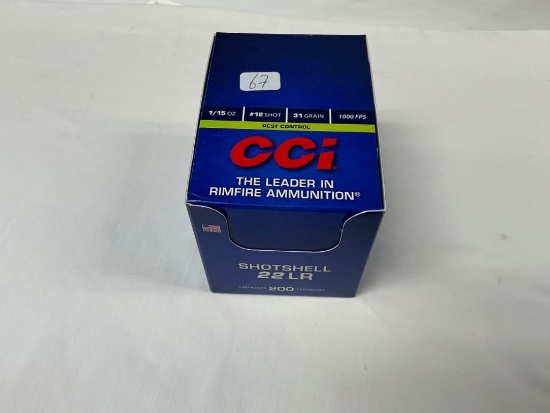 67
1/15 OZ #12 SHOT 31 GRAIN 1000 FPS
PEST CONTROL
CCI
THE LEADER IN
RIMFIRE AMMUNITION®
SHOTSHELL
22 LR
200